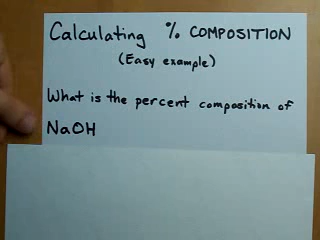 Calculating % COMPOSITION
(Easy example)
What is the percent composition of
NaOH